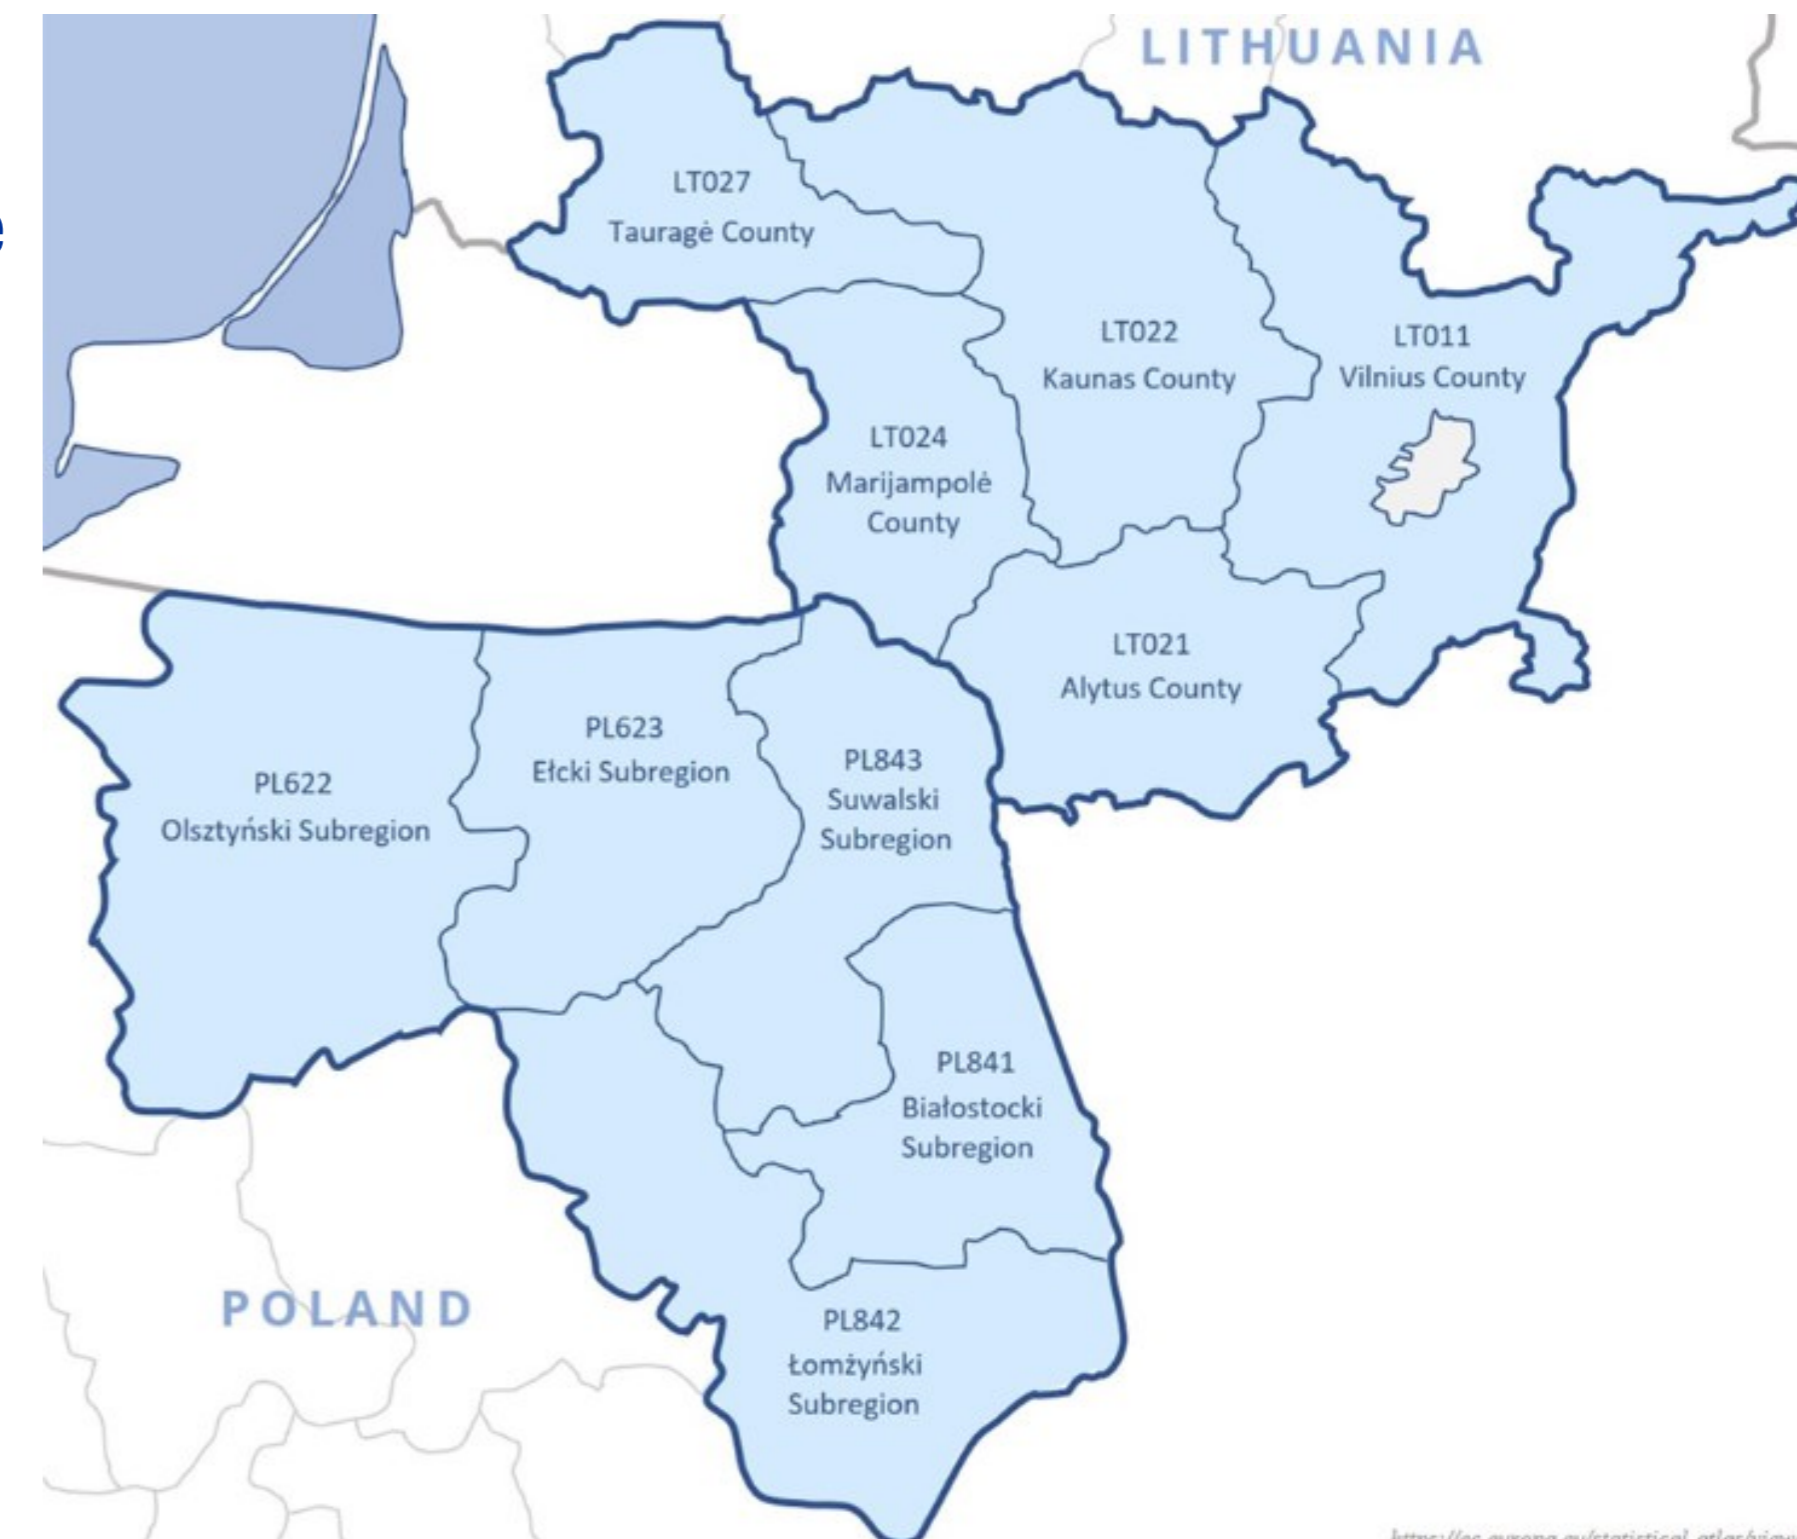 LITHUANIA
LT027
Tauragė County
LT022
Kaunas County
LT011
Vilnius County
LT024
Marijampolė
County
LT021
Alytus County
PL623
Ełcki Subregion
PL843
Suwalski
Subregion
PL622
Olsztyński Subregion
PL841
Białostocki
Subregion
POLAND
PL842
Łomżyński
Subregion